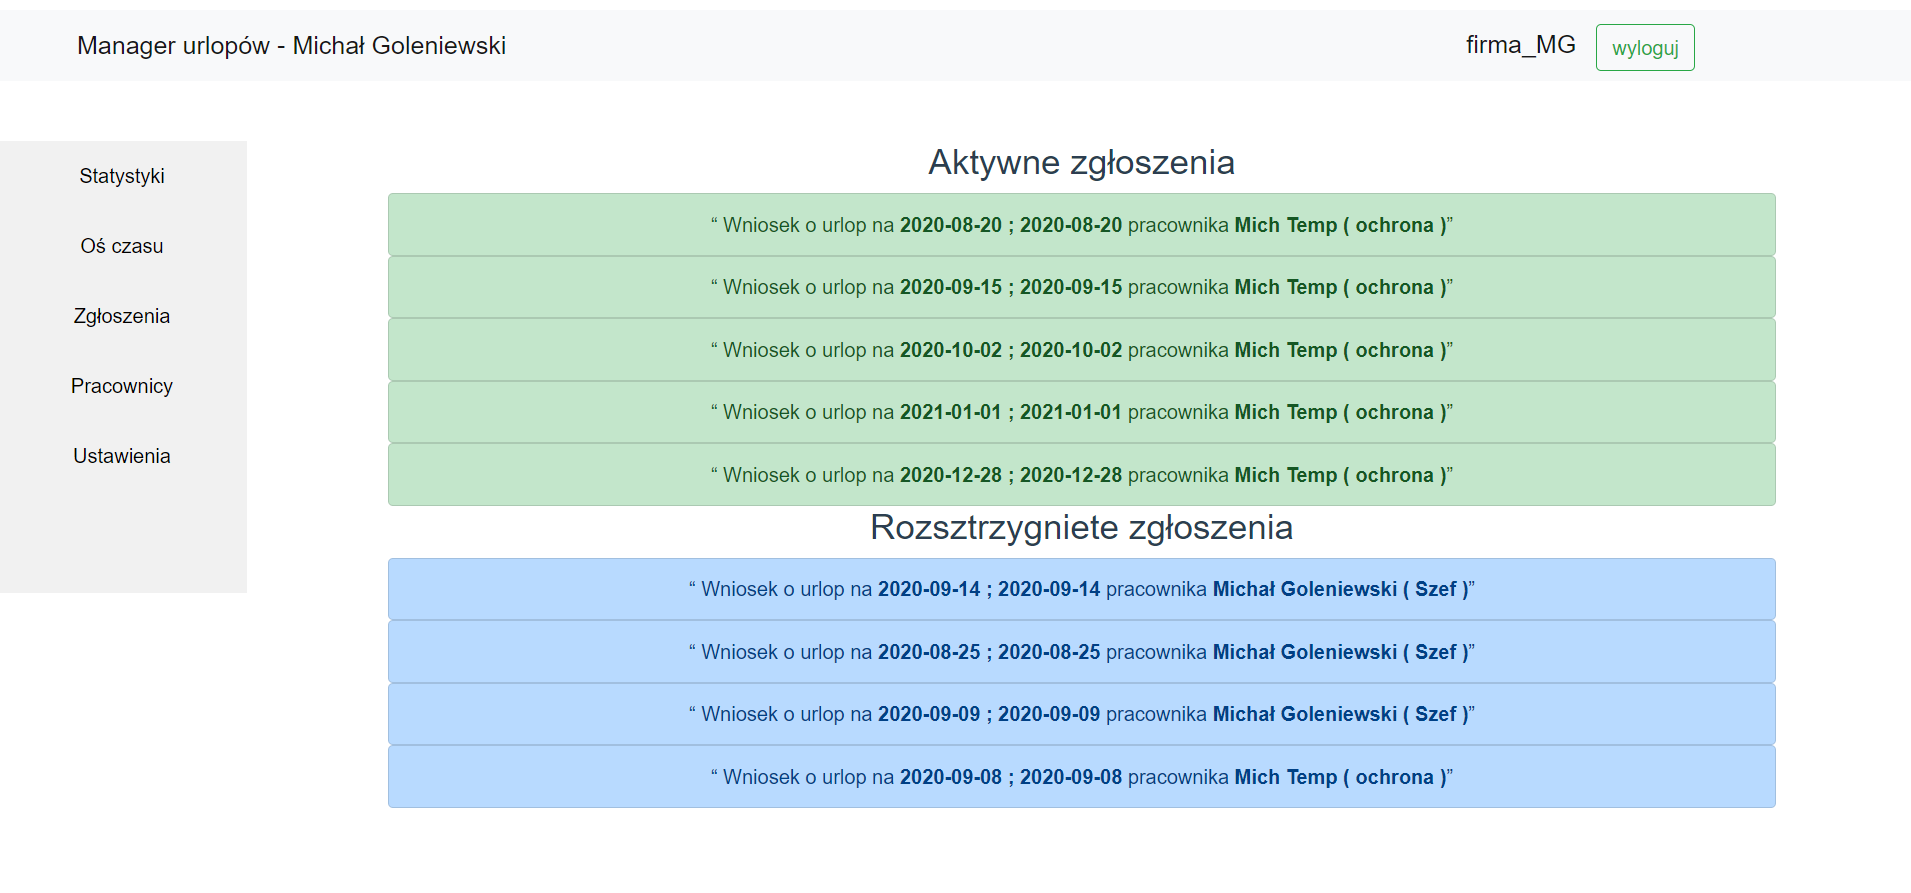 Manager urlopów - Michał Goleniewski
firma_MG
wyloguj
Statystyki
Oś czasu
Zgłoszenia
Pracownicy
Ustawienia
Aktywne zgłoszenia
“ Wniosek o urlop na 2020-08-20 ; 2020-08-20 pracownika Mich Temp ( ochrona )”
“ Wniosek o urlop na 2020-09-15 ; 2020-09-15 pracownika Mich Temp ( ochrona )”
“ Wniosek o urlop na 2020-10-02 ; 2020-10-02 pracownika Mich Temp ( ochrona )”
“ Wniosek o urlop na 2021-01-01 ; 2021-01-01 pracownika Mich Temp ( ochrona )”
“ Wniosek o urlop na 2020-12-28 ; 2020-12-28 pracownika Mich Temp ( ochrona )”
Rozsztrzygniete zgłoszenia
“ Wniosek o urlop na 2020-09-14 ; 2020-09-14 pracownika Michał Goleniewski ( Szef )”
“ Wniosek o urlop na 2020-08-25 ; 2020-08-25 pracownika Michał Goleniewski ( Szef )”
“ Wniosek o urlop na 2020-09-09 ; 2020-09-09 pracownika Michał Goleniewski ( Szef )”
“ Wniosek o urlop na 2020-09-08 ; 2020-09-08 pracownika Mich Temp ( ochrona )”